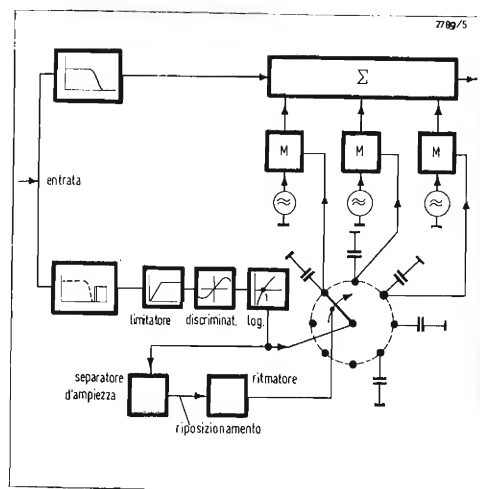 7789/5
Σ
M
M
M
entrata
limitatore
discriminat.
log.
separatore
d'ampiezza
ritmatore
riposizionamento